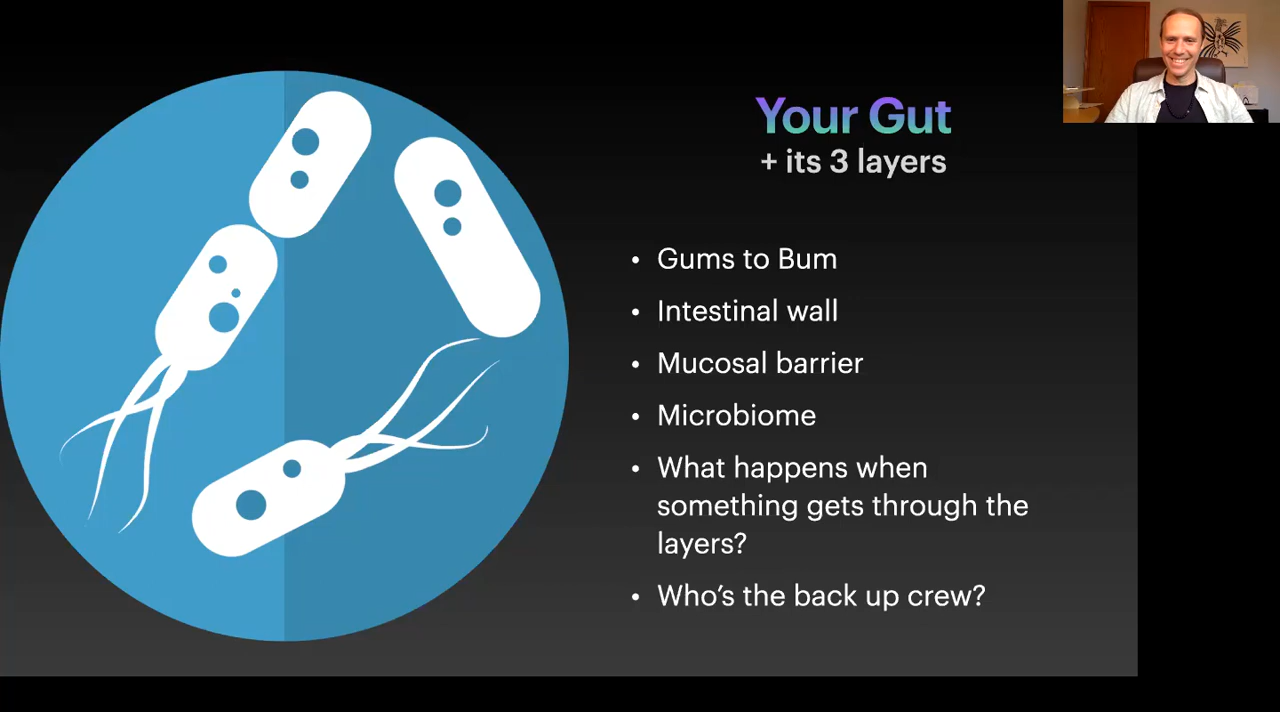 Your Gut
+ its 3 layers
• Gums to Bum
• Intestinal wall
• Mucosal barrier
• Microbiome
• What happens when
something gets through the
layers?
• Who’s the back up crew?